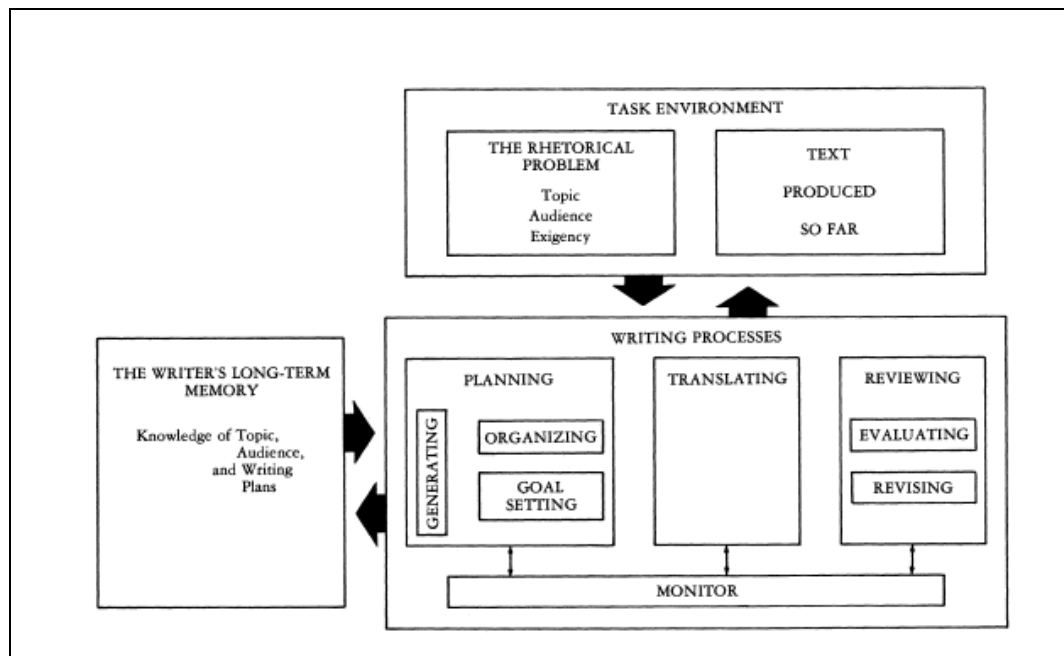 TASK ENVIRONMENT
THE RHETORICAL
PROBLEM
Topic
Audience
Exigency
TEXT
PRODUCED
SO FAR
THE WRITER'S LONG-TERM
MEMORY
Knowledge of Topic,
Audience,
and Writing
Plans
WRITING PROCESSES
PLANNING
GENERATING
ORGANIZING
GOAL
SETTING
TRANSLATING
REVIEWING
EVALUATING
REVISING
MONITOR